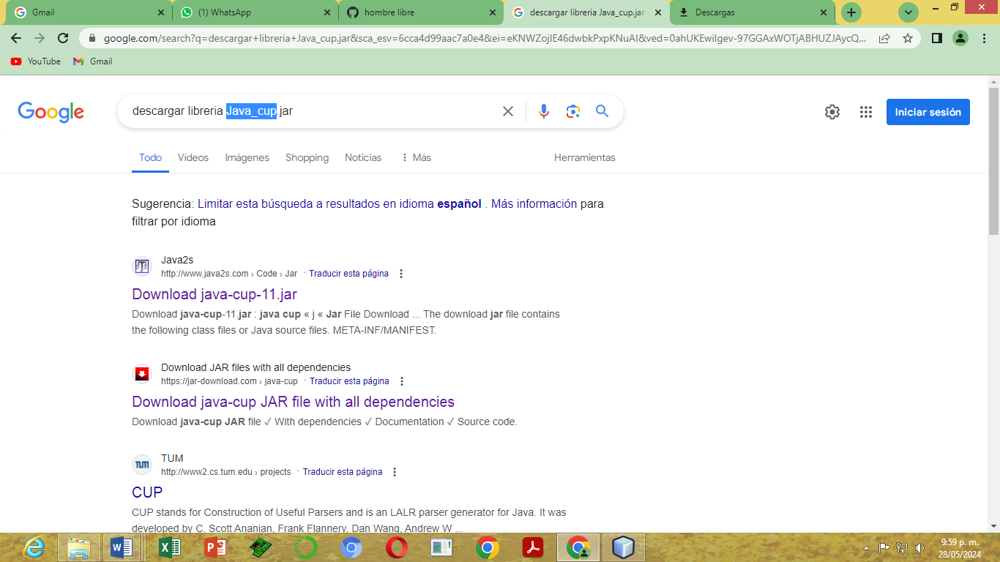 Gmail
(1) WhatsApp
hombre libre
descargar libreria Java_cup.jar
Descargas
google.com/search?q=descargar+libreria+Java_cup.jar&sca_esv=6cca4d99aac7a0e4&ei=eKNWZojlE46dwbkPxpKNuAI&ved=0ahUKEwiIgev-97GGAxWOTjABHUZJAycQ...
YouTube
Gmail
Google
descargar libreria Java_cup.jar
Iniciar sesión
Todo
Videos
Imágenes
Shopping
Noticias
Más
Herramientas
Sugerencia: Limitar esta búsqueda a resultados en idioma español . Más información para
filtrar por idioma
Java2s
http://www.java2s.com › Code › Jar · Traducir esta página
Download java-cup-11.jar
Download java-cup-11.jar : java cup « j « Jar File Download ... The download jar file contains
the following class files or Java source files. META-INF/MANIFEST.
Download JAR files with all dependencies
https://jar-download.com › java-cup · Traducir esta página
Download java-cup JAR file with all dependencies
Download java-cup JAR file ✓ With dependencies ✓ Documentation ✓ Source code.
TUM
TUM
http://www2.cs.tum.edu › projects · Traducir esta página
CUP
CUP stands for Construction of Useful Parsers and is an LALR parser generator for Java. It was
developed by C. Scott Ananian, Frank Flannery, Dan Wang, Andrew W ...
9:59 p. m.
28/05/2024